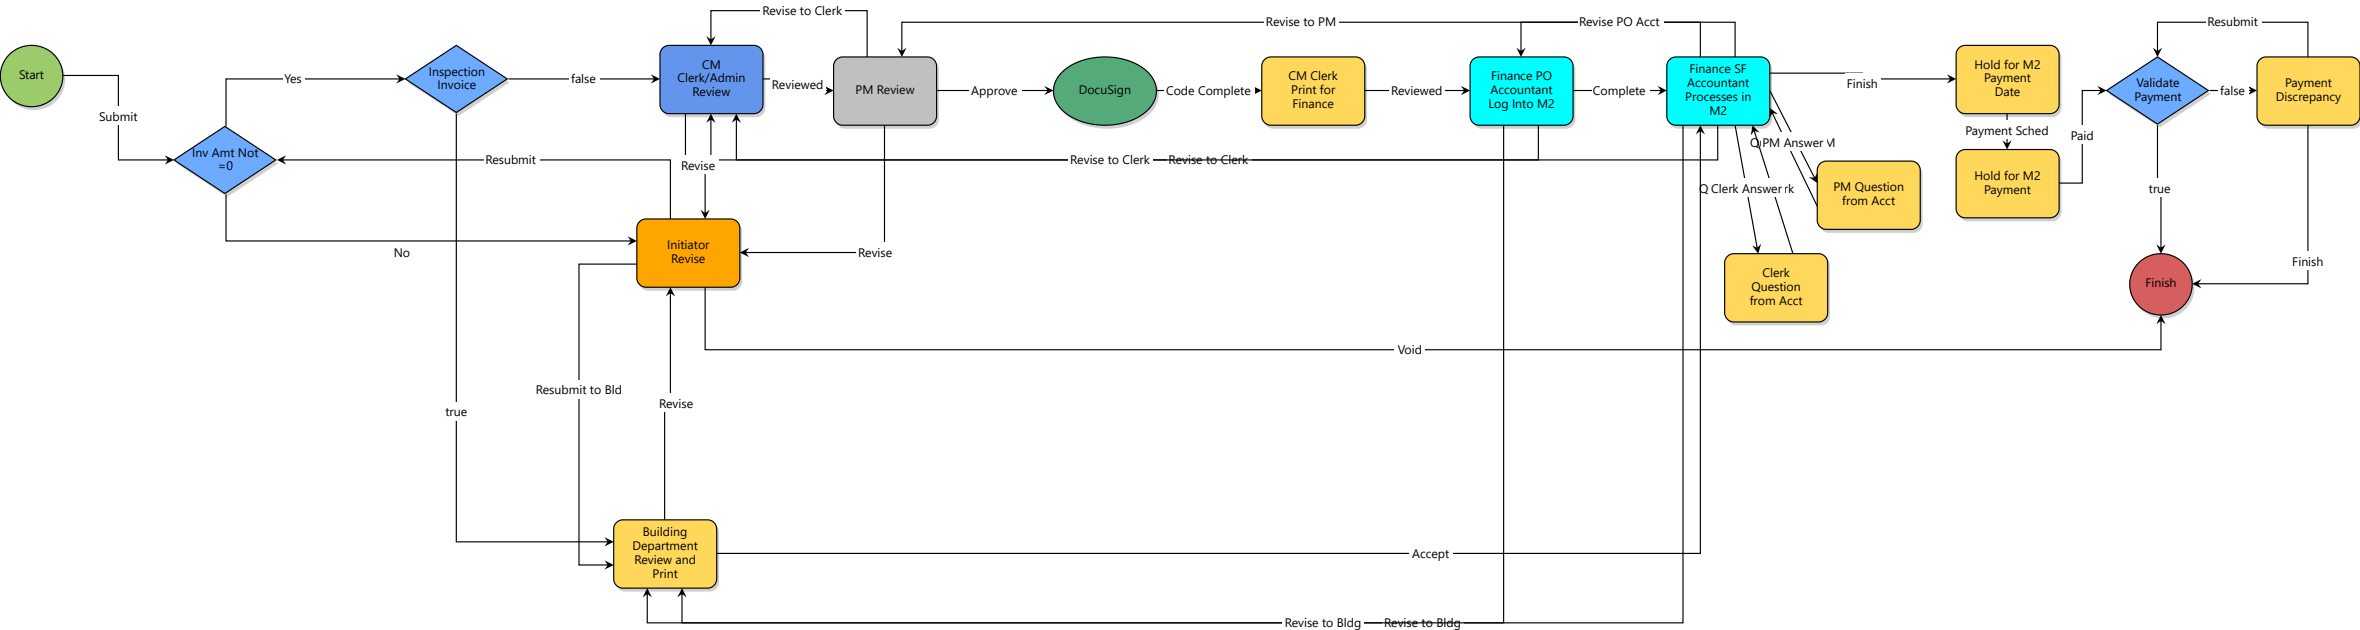 Revise to Clerk
Revise to PM
Revise PO Acct
Resubmit
Start
Submit
Inv Amt Not
=0
Yes
No
Inspection
Invoice
false
true
CM
Clerk/Admin
Review
Reviewed
PM Review
Approve
DocuSign
Code Complete
CM Clerk
Print for
Finance
Reviewed
Finance PO
Accountant
Log Into M2
Complete
Finance SF
Accountant
Processes in
M2
Finish
Hold for M2
Payment
Date
Payment Sched
Hold for M2
Payment
Paid
Validate
Payment
false
true
Payment
Discrepancy
Finish
Finish
Resubmit
Revise
Revise to Clerk
Revise to Clerk
PM Answer
Clerk Answer
PM Question
from Acct
Clerk
Question
from Acct
Initiator
Revise
Revise
Void
Resubmit to Bld
Revise
Building
Department
Review and
Print
Accept
Revise to Bldg
Revise to Bldg